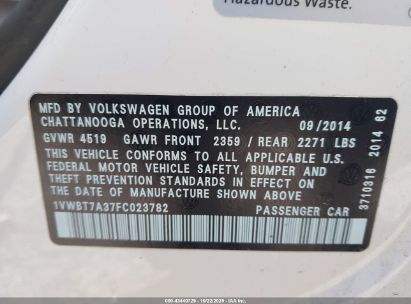 Hazardous Waste.
MFD BY VOLKSWAGEN GROUP OF AMERICA
CHATTANOOGA OPERATIONS, LLC. 09/2014
GVWR 4519 GAWR FRONT 2359 / REAR 2271 LBS
THIS VEHICLE CONFORMS TO ALL APPLICABLE U.S.
FEDERAL MOTOR VEHICLE SAFETY, BUMPER AND
THEFT PREVENTION STANDARDS IN EFFECT ON
THE DATE OF MANUFACTURE SHOWN ABOVE.
1VWBT7A37FC023782 PASSENGER CAR
3710316 2014 62